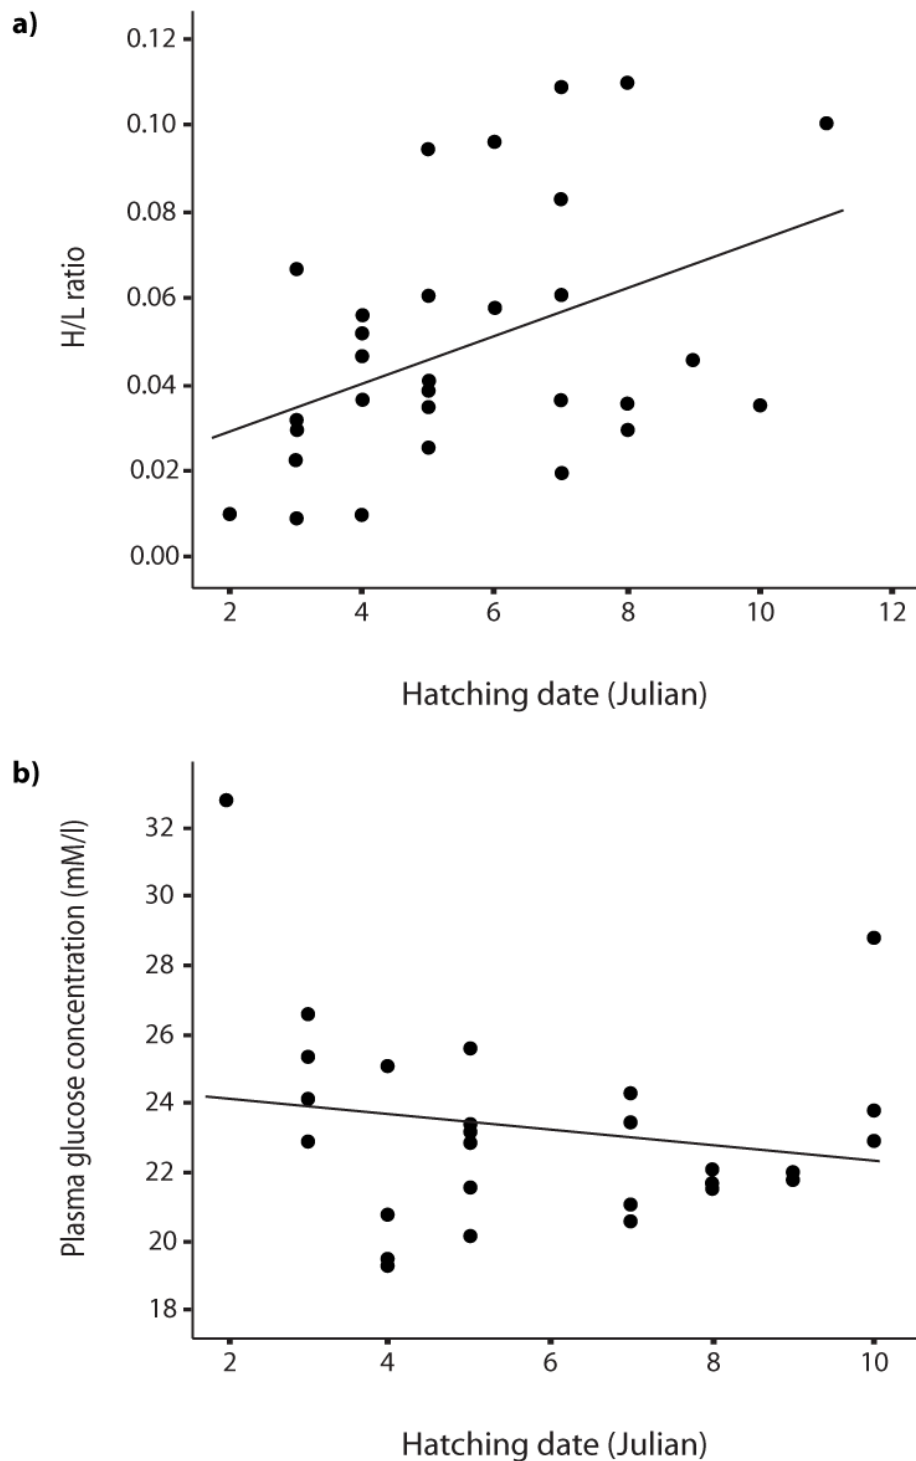 a)
H/L ratio
0.12
0.10
0.08
0.06
0.04
0.02
0.00
2 4 6 8 10 12
Hatching date (Julian)
b)
Plasma glucose concentration (mM/l)
32
30
28
26
24
22
20
18
2 4 6 8 10
Hatching date (Julian)